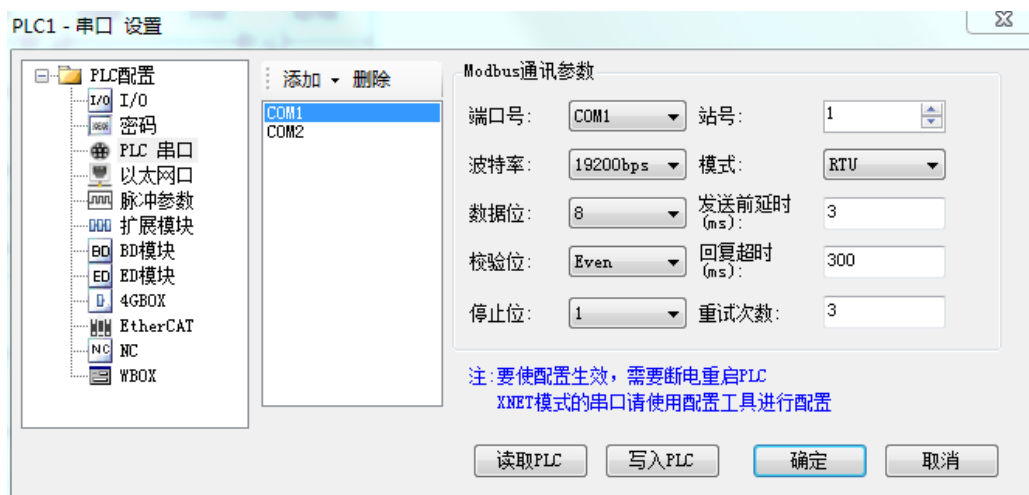 PLC1 - 串口 设置
PLC配置
I/O I/O
密码
PLC 串口
以太网口
脉冲参数
扩展模块
BD BD模块
ED ED模块
4GBOX
EtherCAT
NC NC
WBOX
添加 删除
COM1
COM2
Modbus通讯参数
端口号: COM1 站号: 1
波特率: 19200bps 模式: RTU
数据位: 8 发送前延时(ms): 3
校验位: Even 回复超时(ms): 300
停止位: 1 重试次数: 3
注:要使配置生效，需要断电重启PLC
XNET模式的串口请使用配置工具进行配置
读取PLC 写入PLC 确定 取消